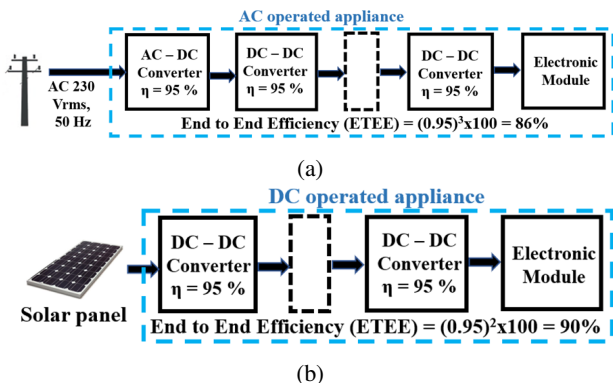 AC operated appliance
AC – DC
Converter
η = 95 %
DC – DC
Converter
η = 95 %
DC – DC
Converter
η = 95 %
Electronic
Module
AC 230
Vrms,
50 Hz
End to End Efficiency (ETEE) = (0.95)³x100 = 86%
(a)
DC operated appliance
DC – DC
Converter
η = 95 %
DC – DC
Converter
η = 95 %
Electronic
Module
Solar panel
End to End Efficiency (ETEE) = (0.95)²x100 = 90%
(b)